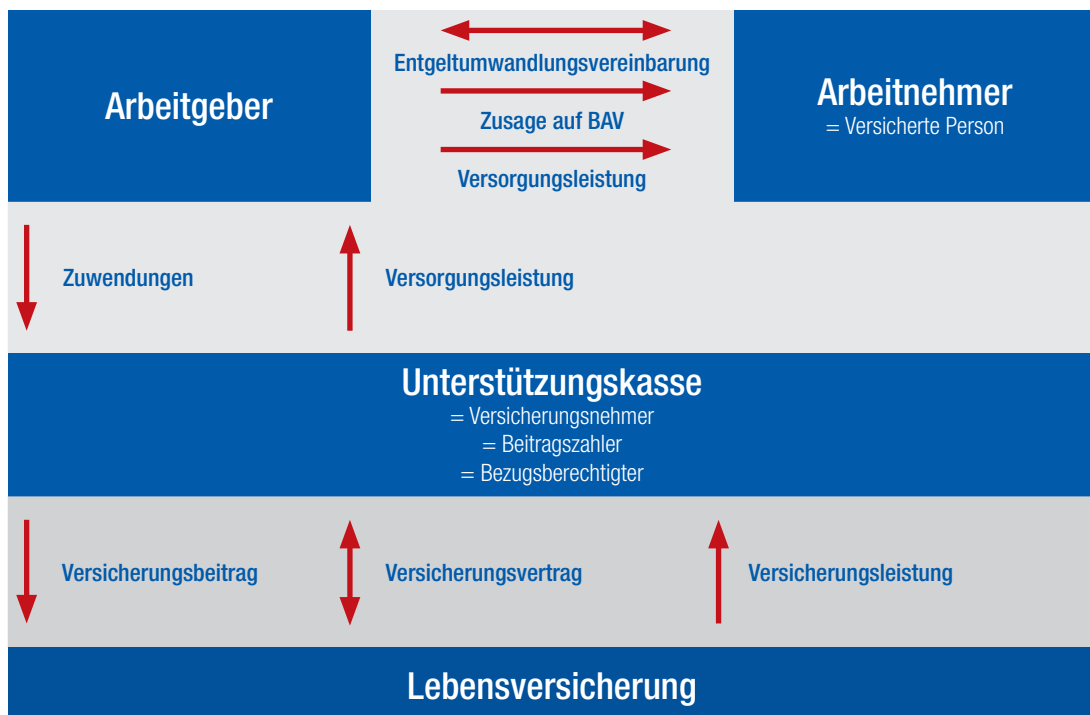 Arbeitgeber
Entgeltumwandlungsvereinbarung
Zusage auf BAV
Versorgungsleistung
Arbeitnehmer
= Versicherte Person
Zuwendungen
Versorgungsleistung
Unterstützungskasse
= Versicherungsnehmer
= Beitragszahler
= Bezugsberechtigter
Versicherungsbeitrag
Versicherungsvertrag
Versicherungsleistung
Lebensversicherung